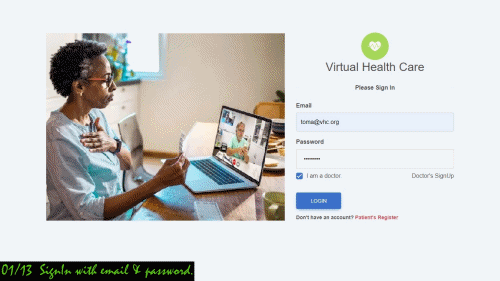 Virtual Health Care
Please Sign In
Email
toma@vhc.org
Password
I am a doctor
Doctor's SignUp
LOGIN
Don't have an account? Patient's Register
01/13 SignIn with email & password.